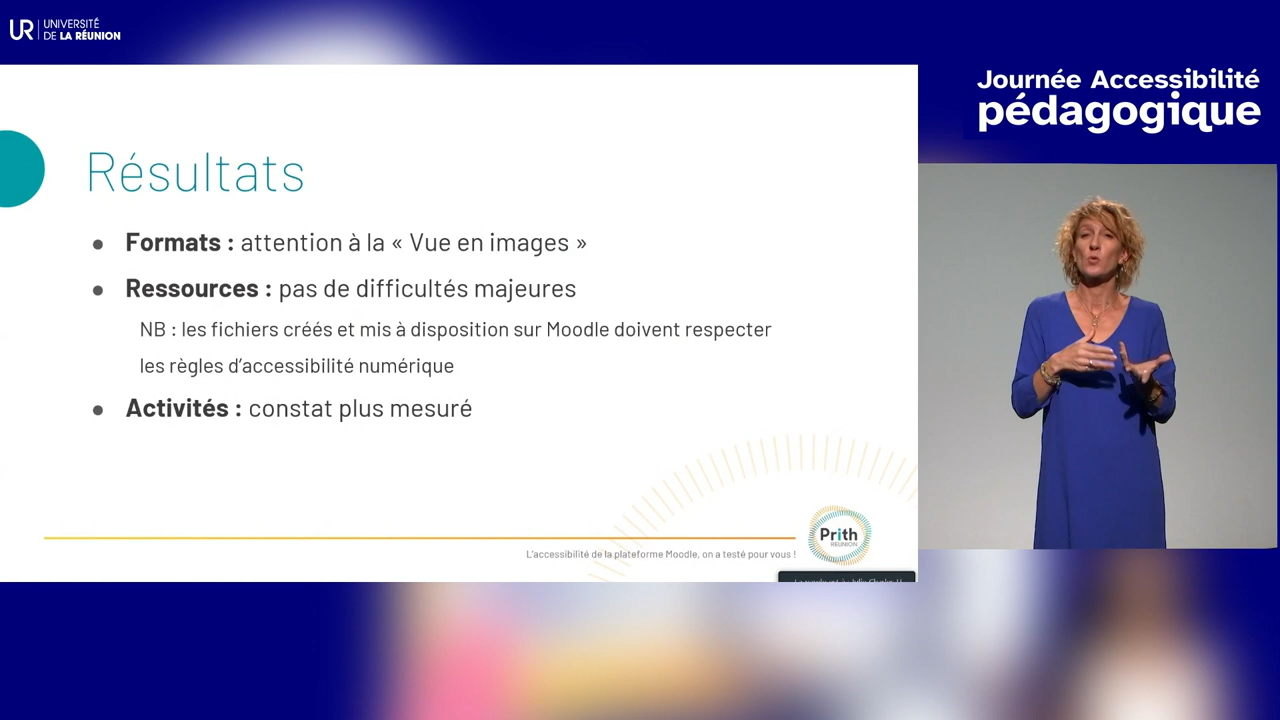 UR UNIVERSITÉ
DE LA RÉUNION
Journée Accessibilité
pédagogique
Résultats
● Formats : attention à la « Vue en images »
● Ressources : pas de difficultés majeures
NB : les fichiers créés et mis à disposition sur Moodle doivent respecter
les règles d’accessibilité numérique
● Activités : constat plus mesuré
Prith
RÉUNION
L’accessibilité de la plateforme Moodle, on a testé pour vous !